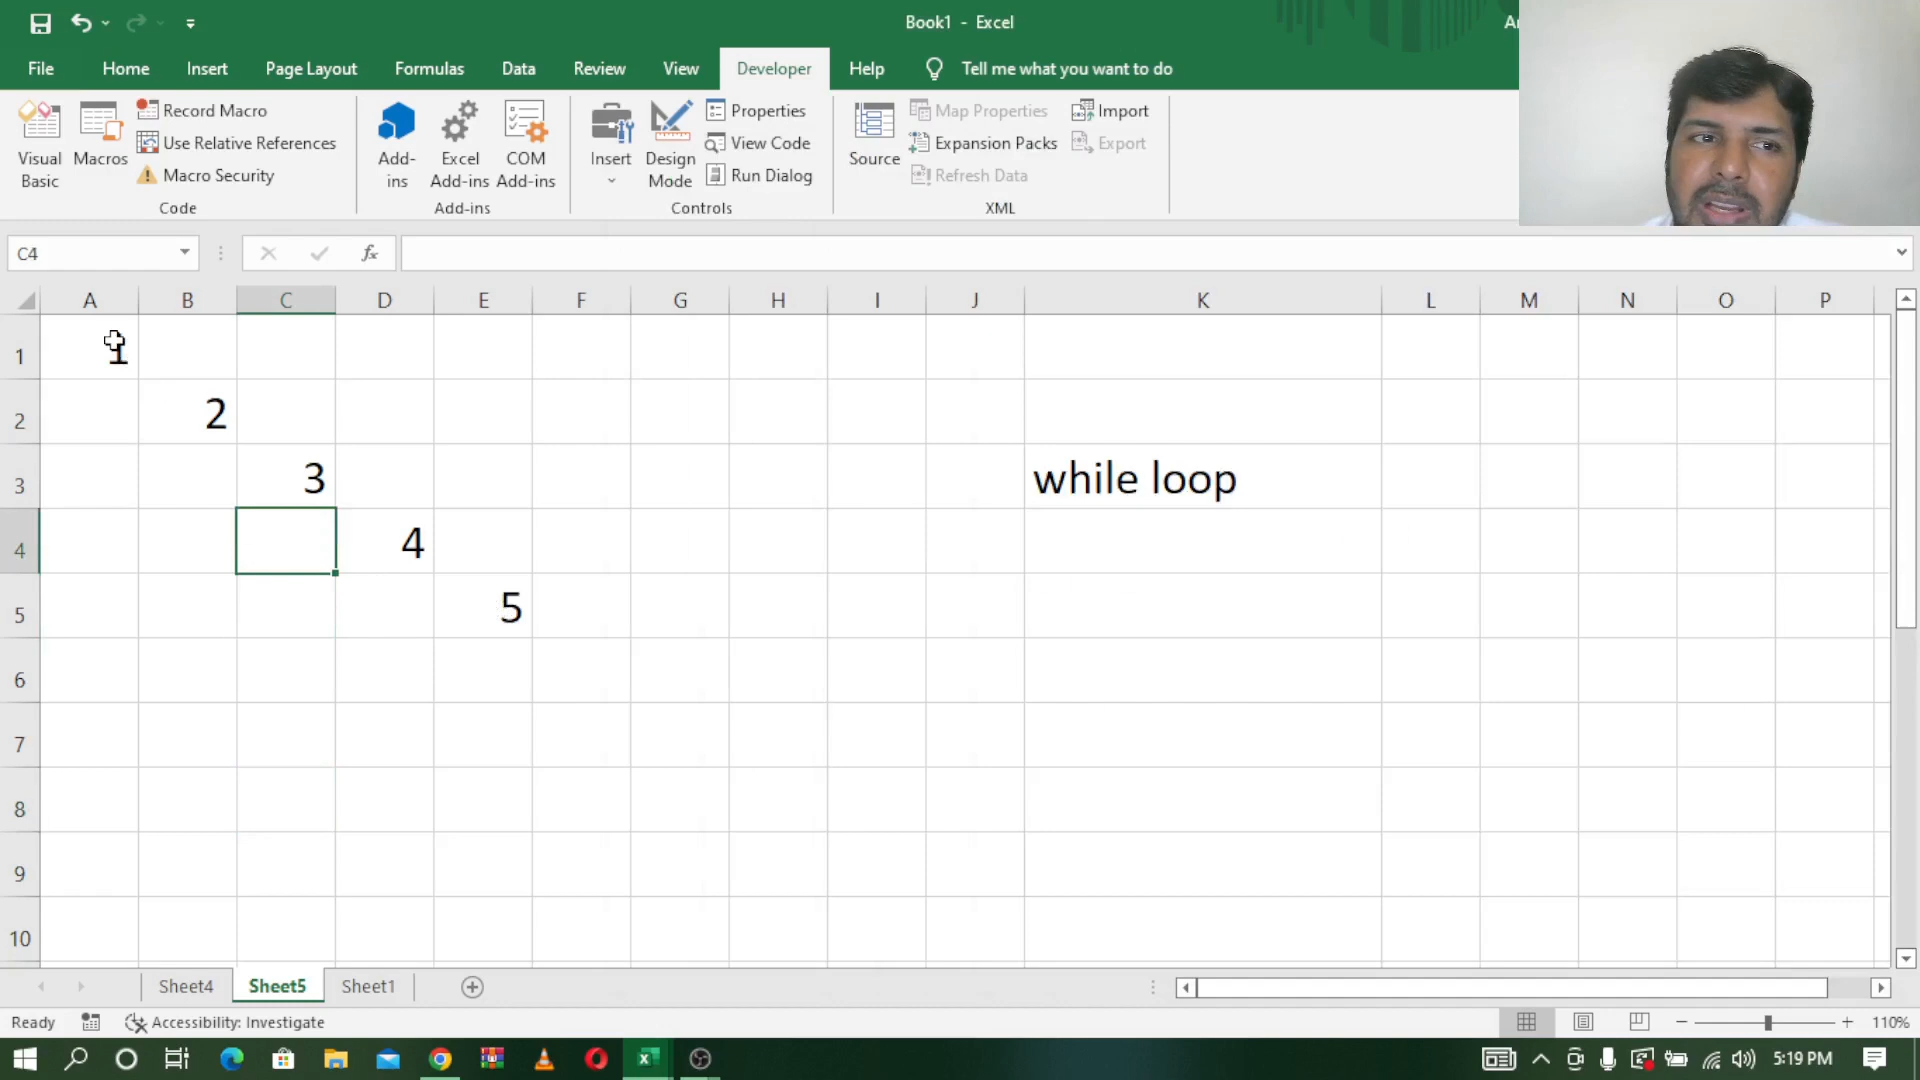 Book1 - Excel
File Home Insert Page Layout Formulas Data Review View Developer Help Tell me what you want to do
Visual Basic
Macros
Record Macro
Use Relative References
Macro Security
Code
Add-ins
Excel Add-ins
COM Add-ins
Add-ins
Insert
Design Mode
Properties
View Code
Run Dialog
Controls
Source
Map Properties
Expansion Packs
Refresh Data
Import
Export
XML
C4
fx
A B C D E F G H I J K L M N O P
1 1
2 2
3 3 while loop
4 4
5 5
6
7
8
9
10
Sheet4 Sheet5 Sheet1
Ready Accessibility: Investigate 110%
5:19 PM